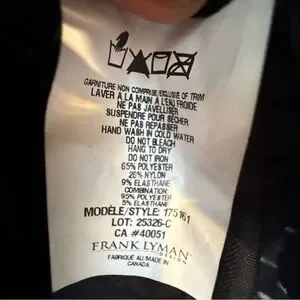 GARNITURE NON COMPRISE/EXCLUSIVE OF TRIM
LAVER A LA MAIN À L'EAU FROIDE
NE PAS JAVELLISER
SUSPENDRE POUR SÉCHER
NE PAS REPASSER
HAND WASH IN COLD WATER
DO NOT BLEACH
HANG TO DRY
DO NOT IRON
65% POLYESTER
26% NYLON
9% ELASTHANE
COMBINATION:
95% POLYESTER
5% ELASTHANE
MODÈLE/STYLE: 175161
LOT: 25326-C
CA #40051
FRANK LYMAN
DESIGN
FABRIQUÉ AU/MADE IN
CANADA